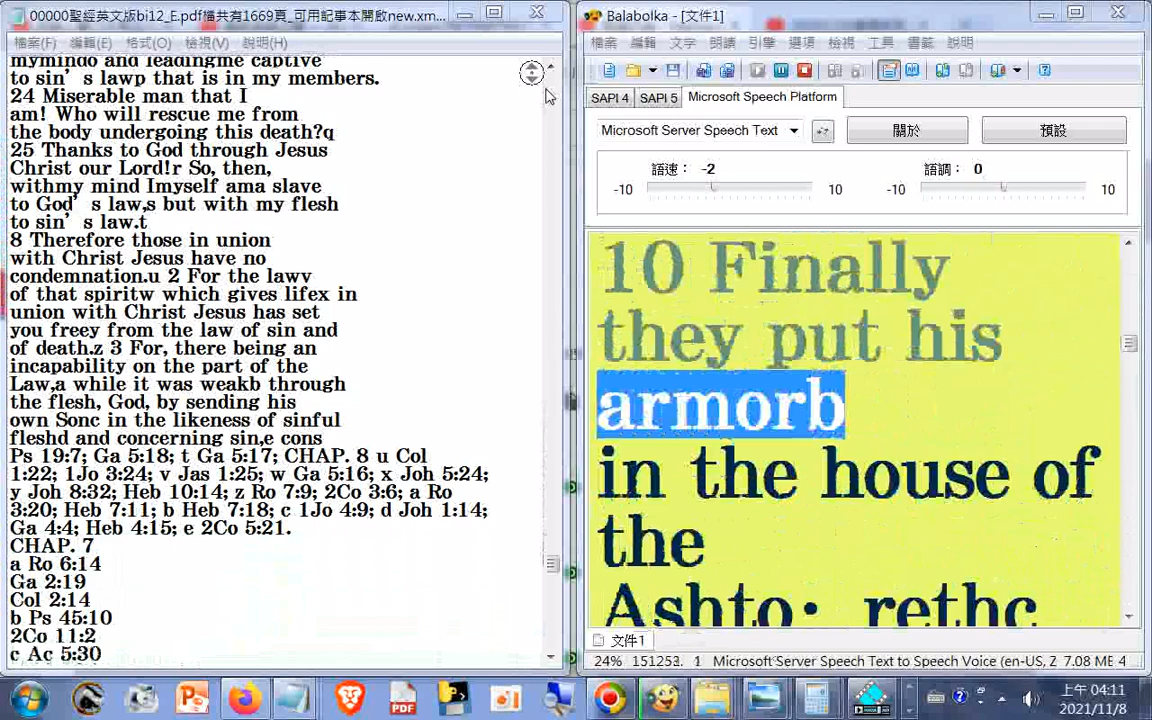 00000聖經英文版bi12_E.pdf檔共有1669頁_可用記事本開啟new.xm...
檔案(F) 編輯(E) 格式(O) 檢視(V) 說明(H)
mymindo and leadingme captive
to sin's lawp that is in my members.
24 Miserable man that I
am! Who will rescue me from
the body undergoing this death?q
25 Thanks to God through Jesus
Christ our Lord!r So, then,
withmy mind Imyself ama slave
to God's law,s but with my flesh
to sin's law.t
8 Therefore those in union
with Christ Jesus have no
condemnation.u 2 For the lawv
of that spiritw which gives lifex in
union with Christ Jesus has set
you freey from the law of sin and
of death.z 3 For, there being an
incapability on the part of the
Law,a while it was weakb through
the flesh, God, by sending his
own Sonc in the likeness of sinful
fleshd and concerning sin,e cons
Ps 19:7; Ga 5:18; t Ga 5:17; CHAP. 8 u Col
1:22; 1Jo 3:24; v Jas 1:25; w Ga 5:16; x Joh 5:24;
y Joh 8:32; Heb 10:14; z Ro 7:9; 2Co 3:6; a Ro
3:20; Heb 7:11; b Heb 7:18; c 1Jo 4:9; d Joh 1:14;
Ga 4:4; Heb 4:15; e 2Co 5:21.
CHAP. 7
a Ro 6:14
Ga 2:19
Col 2:14
b Ps 45:10
2Co 11:2
c Ac 5:30
Balabolka - [文件1]
檔案 編輯 文字 朗讀 引擎 選項 檢視 工具 書籤 說明
SAPI 4 SAPI 5 Microsoft Speech Platform
Microsoft Server Speech Text 關於 預設
語速： -2 語調： 0
-10 10 -10 10
10 Finally
they put his
armorb
in the house of
the
Ashto· rethc
文件1
24% 151253. 1 Microsoft Server Speech Text to Speech Voice (en-US, Z 7.08 ME 4
上午 04:11
2021/11/8